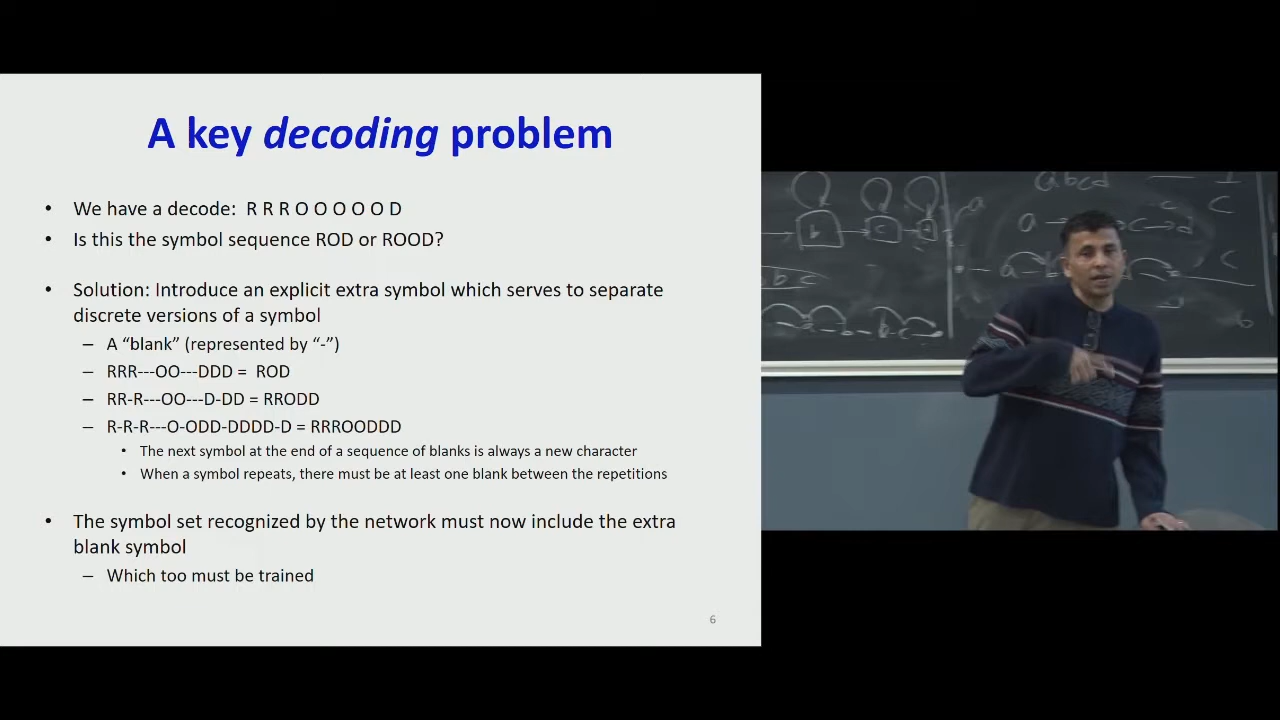 A key decoding problem
• We have a decode: R R R O O O O O D
• Is this the symbol sequence ROD or ROOD?
• Solution: Introduce an explicit extra symbol which serves to separate
discrete versions of a symbol
– A “blank” (represented by “-”)
– RRR---OO---DDD = ROD
– RR-R---OO---D-DD = RRODD
– R-R-R---O-ODD-DDDD-D = RRROODDD
• The next symbol at the end of a sequence of blanks is always a new character
• When a symbol repeats, there must be at least one blank between the repetitions
• The symbol set recognized by the network must now include the extra
blank symbol
– Which too must be trained
6
abcd